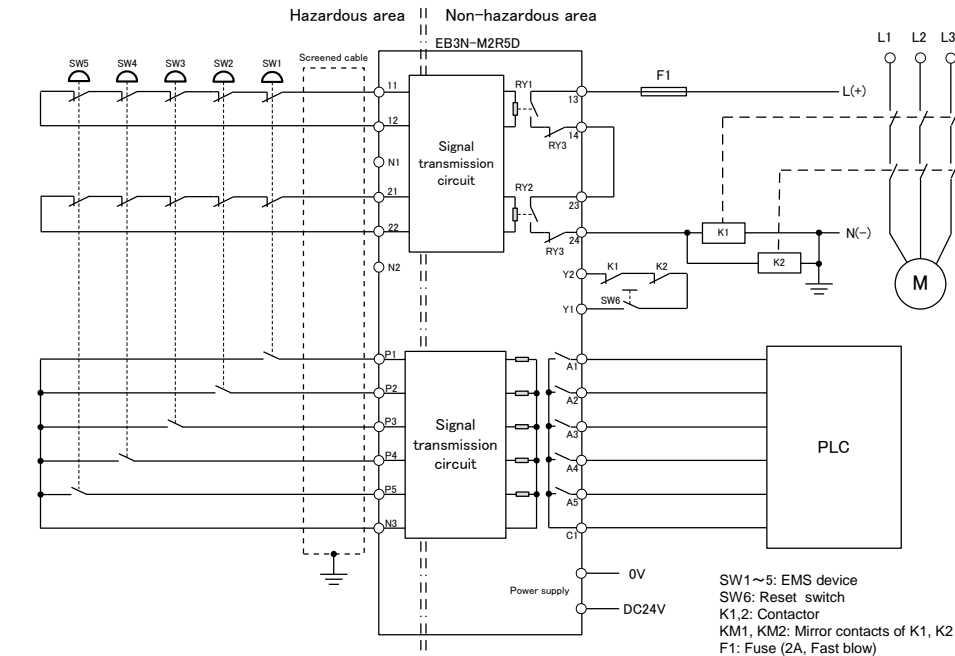 Hazardous area
Non-hazardous area
EB3N-M2R5D
L1 L2 L3
Screened cable
SW5 SW4 SW3 SW2 SW1
F1
L(+)
11
RY1
13
12
14
RY3
Signal
transmission
circuit
N1
21
RY2
23
22
24
RY3
K1
N(-)
K2
M
N2
Y2
K1
K2
SW6
Y1
P1
A1
P2
A2
P3
A3
Signal
transmission
circuit
PLC
P4
A4
P5
A5
N3
C1
0V
Power supply
DC24V
SW1~5: EMS device
SW6: Reset switch
K1,2: Contactor
KM1, KM2: Mirror contacts of K1, K2
F1: Fuse (2A, Fast blow)